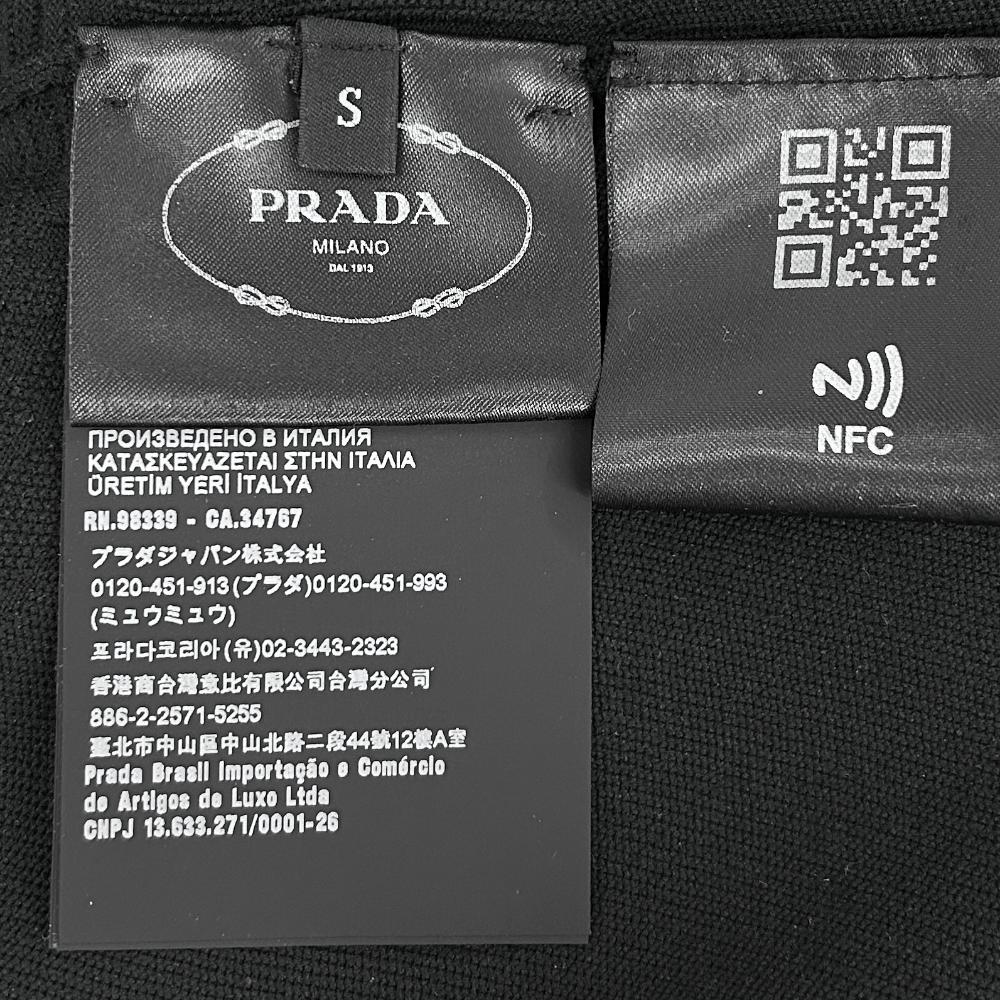 S
PRADA
MILANO
DAL 1913
ПРОИЗВЕДЕНО В ИТАЛИЯ
ΚΑΤΑΣΚΕΥΑΖΕΤΑΙ ΣΤΗΝ ΙΤΑΛΙΑ
ÜRETİM YERİ İTALYA
RN.98339 - CA.34767
プラダジャパン株式会社
0120-451-913(プラダ)0120-451-993
(ミュウミュウ)
프라다코리아(유)02-3443-2323
香港商台灣意比有限公司台灣分公司
886-2-2571-5255
臺北市中山區中山北路二段44號12樓A室
Prada Brasil Importação e Comércio
de Artigos de Luxo Ltda
CNPJ 13.633.271/0001-26
NFC